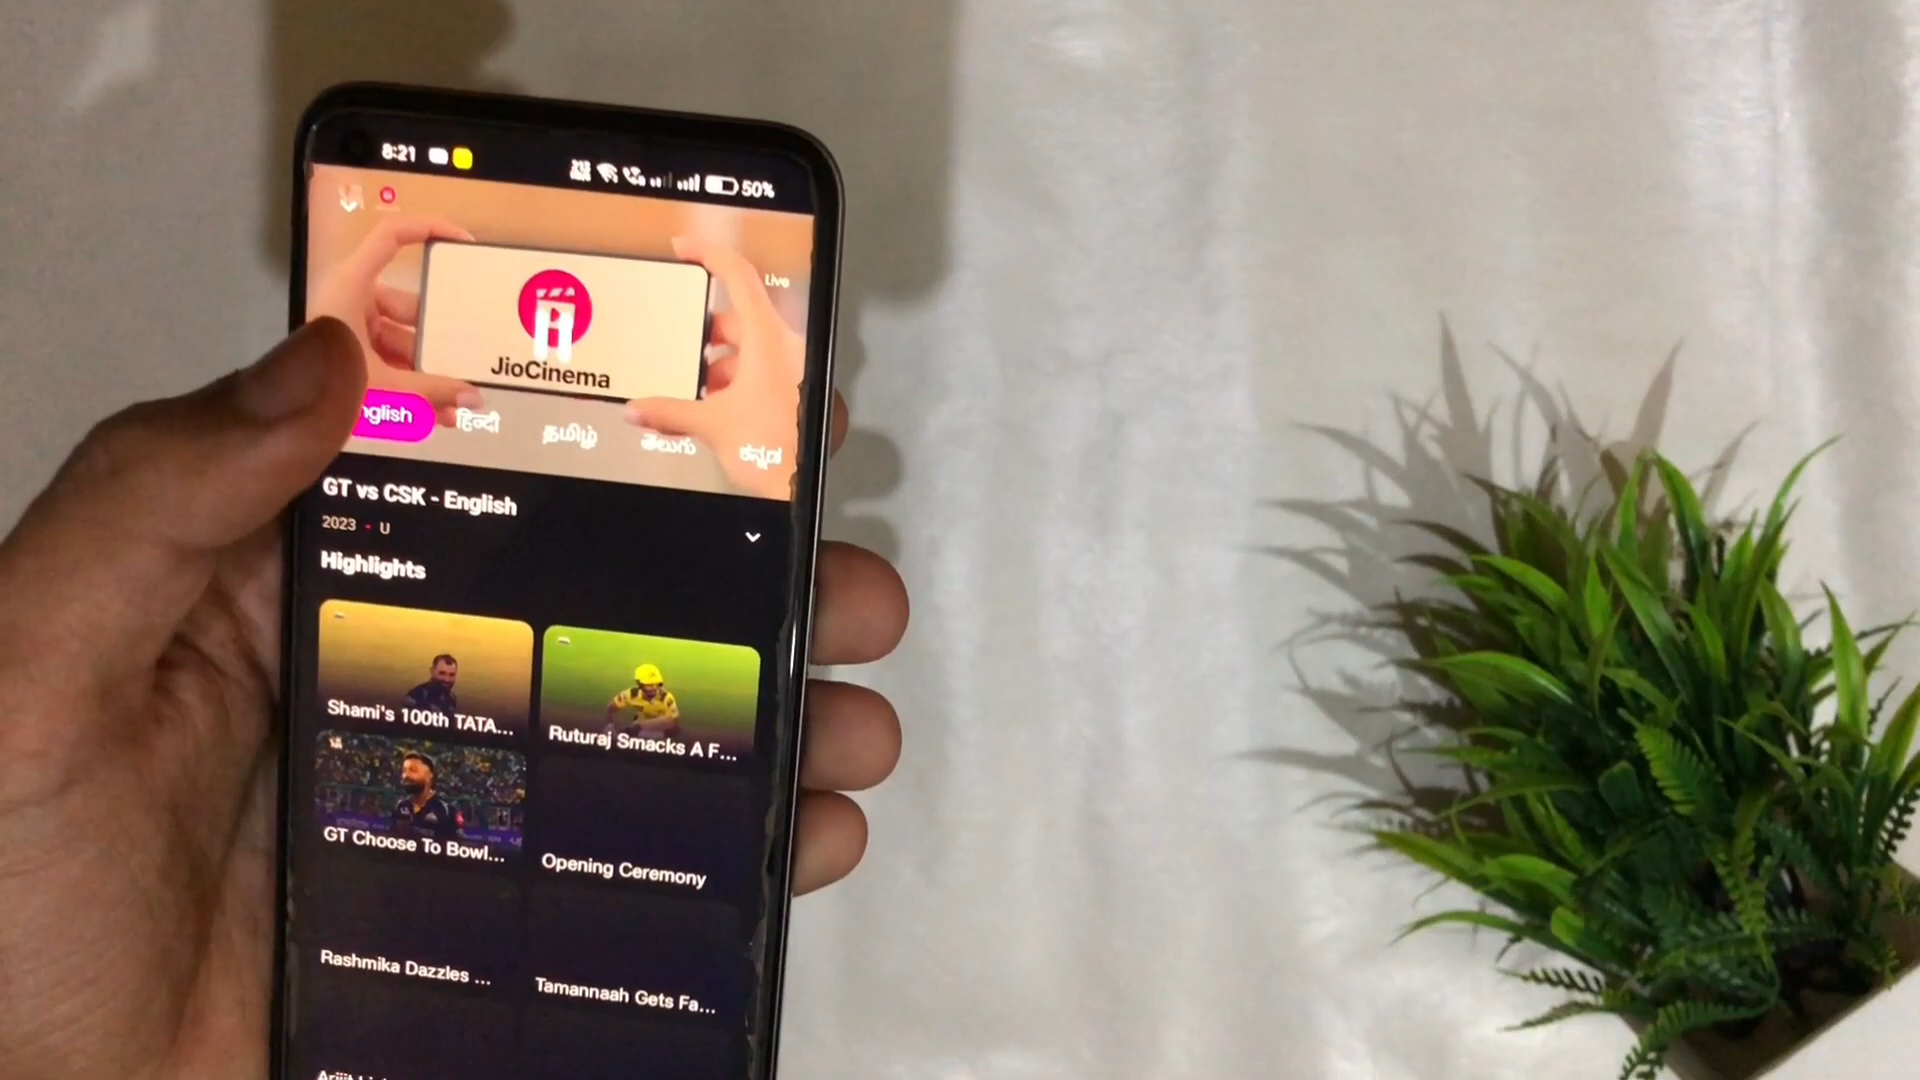 8:21
50%
Live
JioCinema
nglish हिन्दी தமிழ் తెలుగు ಕನ್ನಡ
GT vs CSK - English
2023 • U
Highlights
Shami's 100th TATA...
Ruturaj Smacks A F...
GT Choose To Bowl...
Opening Ceremony
Rashmika Dazzles ...
Tamannaah Gets Fa...